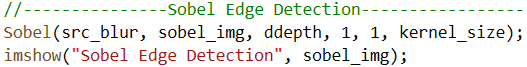 //---------------Sobel Edge Detection-----------------
Sobel(src_blur, sobel_img, ddepth, 1, 1, kernel_size);
imshow("Sobel Edge Detection", sobel_img);